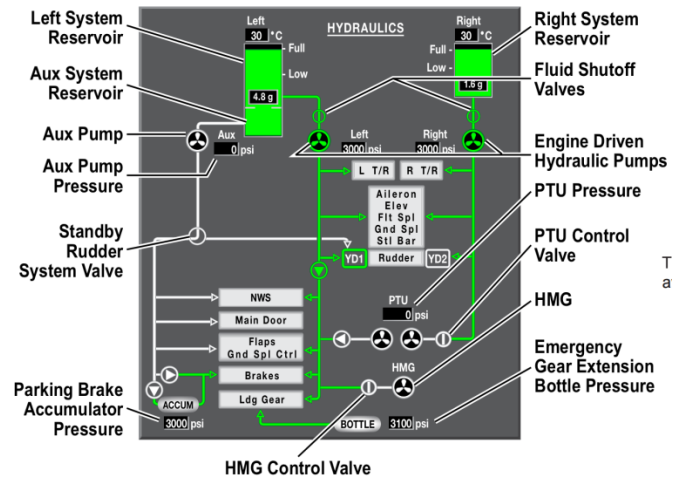 Left System
Reservoir
Aux System
Reservoir
Aux Pump
Aux Pump
Pressure
Standby
Rudder
System Valve
Parking Brake
Accumulator
Pressure
HYDRAULICS
Left
30 °C
Full
Low
4.8 g
Right
30 °C
Full
Low
1.6 g
Aux
0 psi
Left
3000 psi
Right
3000 psi
L T/R
R T/R
Aileron
Elev
Flt Spl
Gnd Spl
Stl Bar
YD1
Rudder
YD2
PTU
0 psi
NWS
Main Door
Flaps
Gnd Spl Ctrl
Brakes
Ldg Gear
HMG
ACCUM
3000 psi
BOTTLE
3100 psi
HMG Control Valve
Right System
Reservoir
Fluid Shutoff
Valves
Engine Driven
Hydraulic Pumps
PTU Pressure
PTU Control
Valve
HMG
Emergency
Gear Extension
Bottle Pressure
T